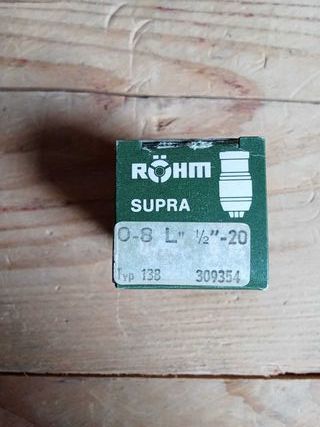 RÖHM
SUPRA
0-8 L" ½"-20
Typ 138 309354